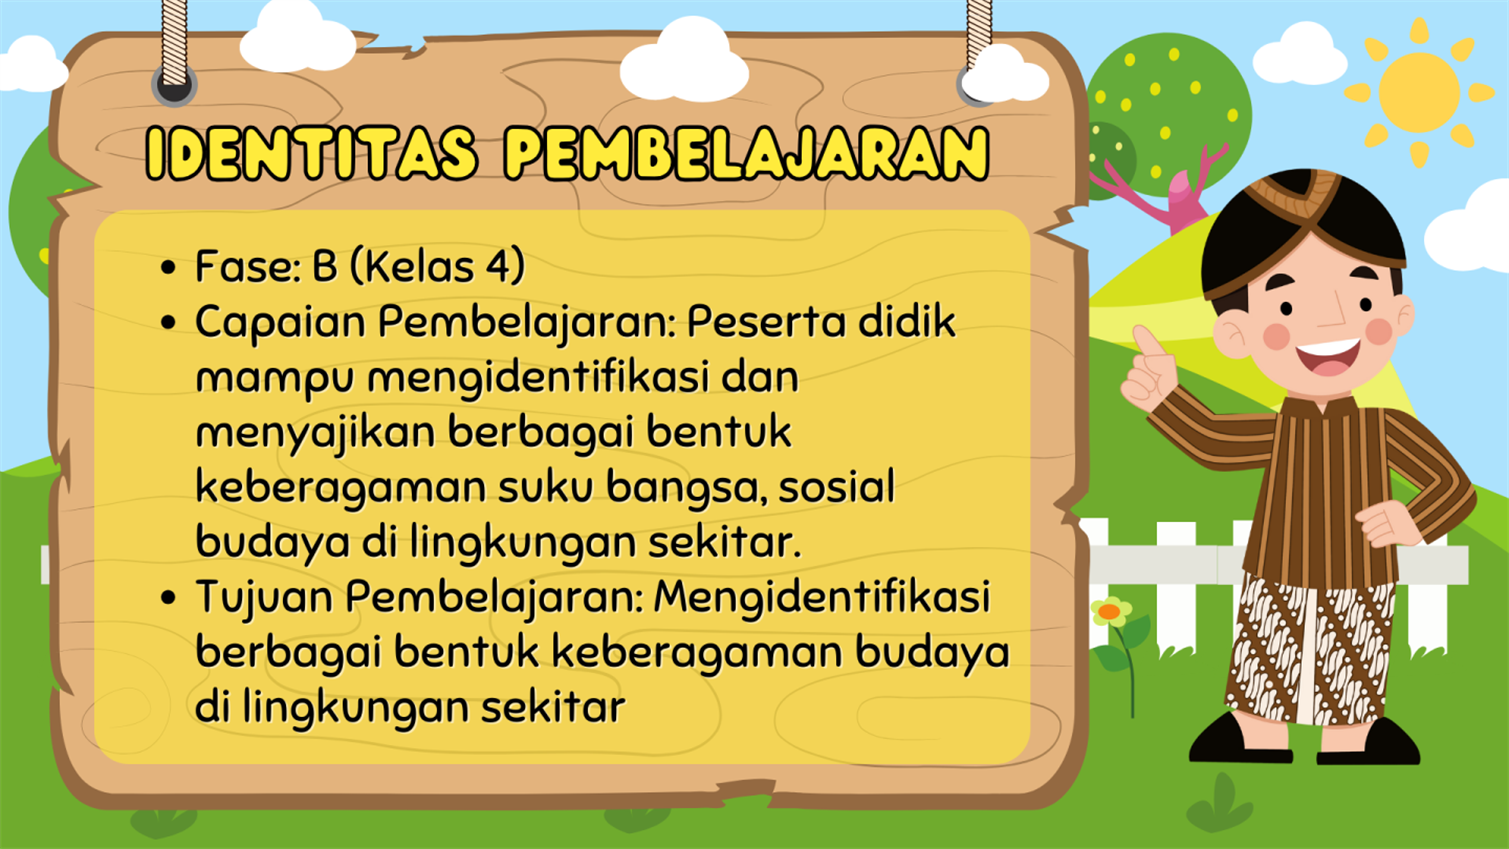 IDENTITAS PEMBELAJARAN
• Fase: B (Kelas 4)
• Capaian Pembelajaran: Peserta didik
mampu mengidentifikasi dan
menyajikan berbagai bentuk
keberagaman suku bangsa, sosial
budaya di lingkungan sekitar.
• Tujuan Pembelajaran: Mengidentifikasi
berbagai bentuk keberagaman budaya
di lingkungan sekitar